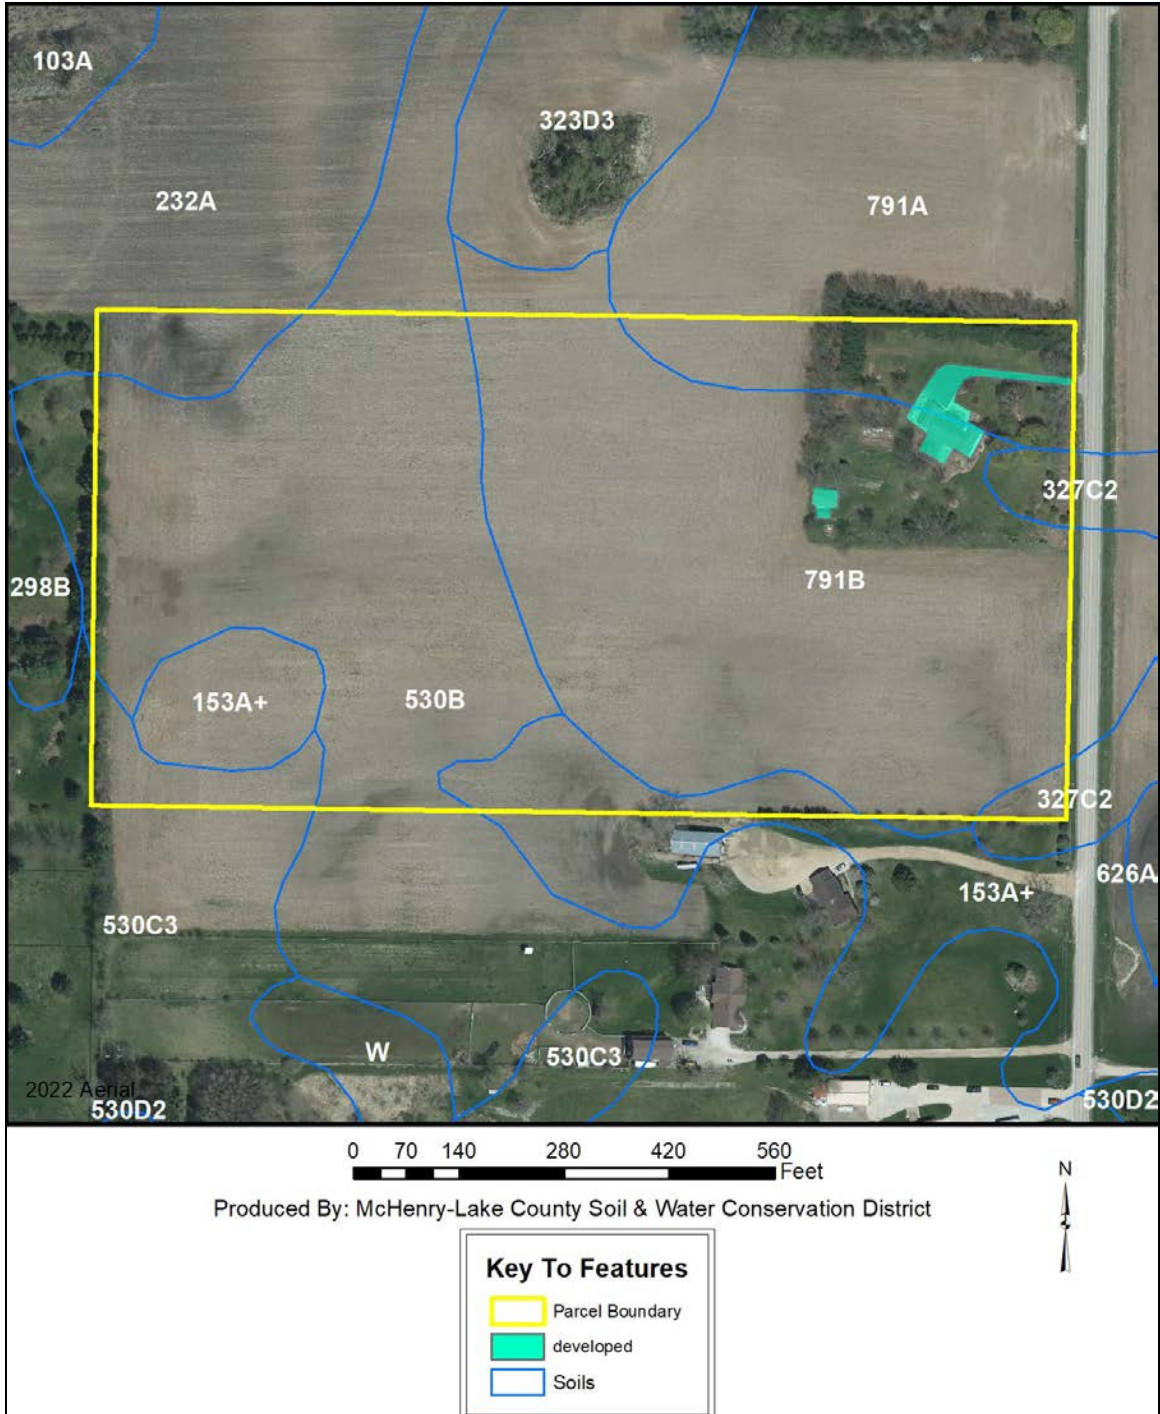 103A
323D3
232A
791A
327C2
298B
791B
153A+
530B
327C2
626A
153A+
530C3
W
530C3
2022 Aerial
530D2
530D2
0 70 140 280 420 560
Feet
Produced By: McHenry-Lake County Soil & Water Conservation District
N
Key To Features
Parcel Boundary
developed
Soils